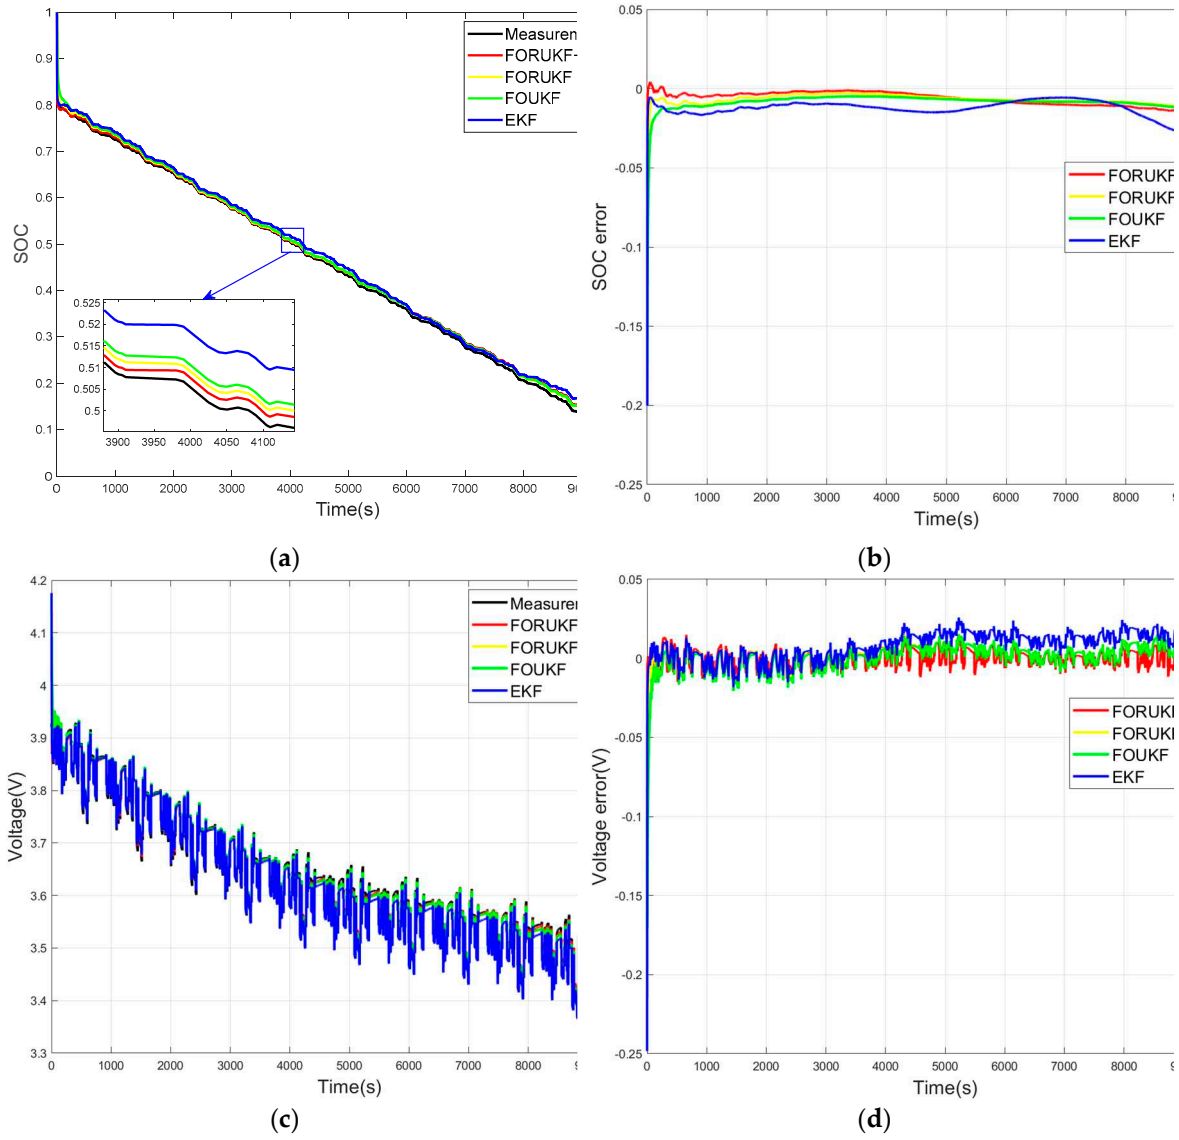 1
0.9
0.8
0.7
0.6
0.5
0.4
0.3
0.2
0.1
0
SOC
Measurem
FORUKF-
FORUKF
FOUKF
EKF
0.525
0.52
0.515
0.51
0.505
0.5
3900 3950 4000 4050 4100
0 1000 2000 3000 4000 5000 6000 7000 8000 90
Time(s)
(a)
0.05
0
-0.05
-0.1
-0.15
-0.2
-0.25
SOC error
FORUKF
FORUKF
FOUKF
EKF
0 1000 2000 3000 4000 5000 6000 7000 8000 9
Time(s)
(b)
4.2
4.1
4
3.9
3.8
3.7
3.6
3.5
3.4
3.3
Voltage(V)
Measurem
FORUKF
FORUKF
FOUKF
EKF
0 1000 2000 3000 4000 5000 6000 7000 8000
Time(s)
(c)
0.05
0
-0.05
-0.1
-0.15
-0.2
-0.25
Voltage error(V)
FORUKF
FORUKF
FOUKF
EKF
0 1000 2000 3000 4000 5000 6000 7000 8000 9
Time(s)
(d)